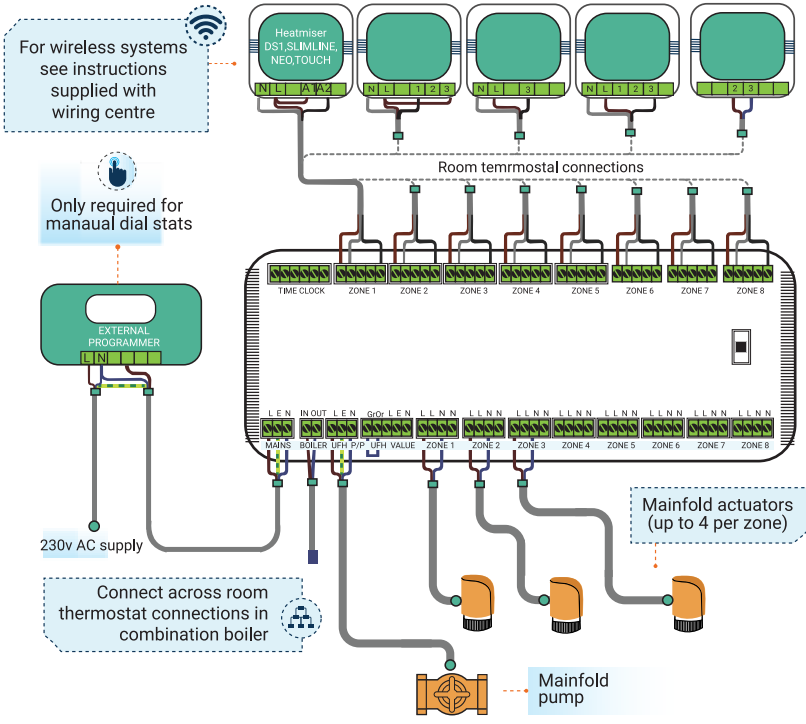 For wireless systems
see instructions
supplied with
wiring centre
Heatmiser
DS1,SLIMLINE,
NEO,TOUCH
N L A1 A2
N L 1 2 3
N L 3
N L 1 2 3
2 3
Room temrmostal connections
Only required for
manaual dial stats
EXTERNAL
PROGRAMMER
L N
TIME CLOCK ZONE 1 ZONE 2 ZONE 3 ZONE 4 ZONE 5 ZONE 6 ZONE 7 ZONE 8
L E N IN OUT L E N GrOr L E N L L N N L L N N L L N N L L N N L L N N L L N N L L N N L L N N
MAINS BOILER UFH P/P UFH VALUE ZONE 1 ZONE 2 ZONE 3 ZONE 4 ZONE 5 ZONE 6 ZONE 7 ZONE 8
230v AC supply
Mainfold actuators
(up to 4 per zone)
Connect across room
thermostat connections in
combination boiler
Mainfold
pump